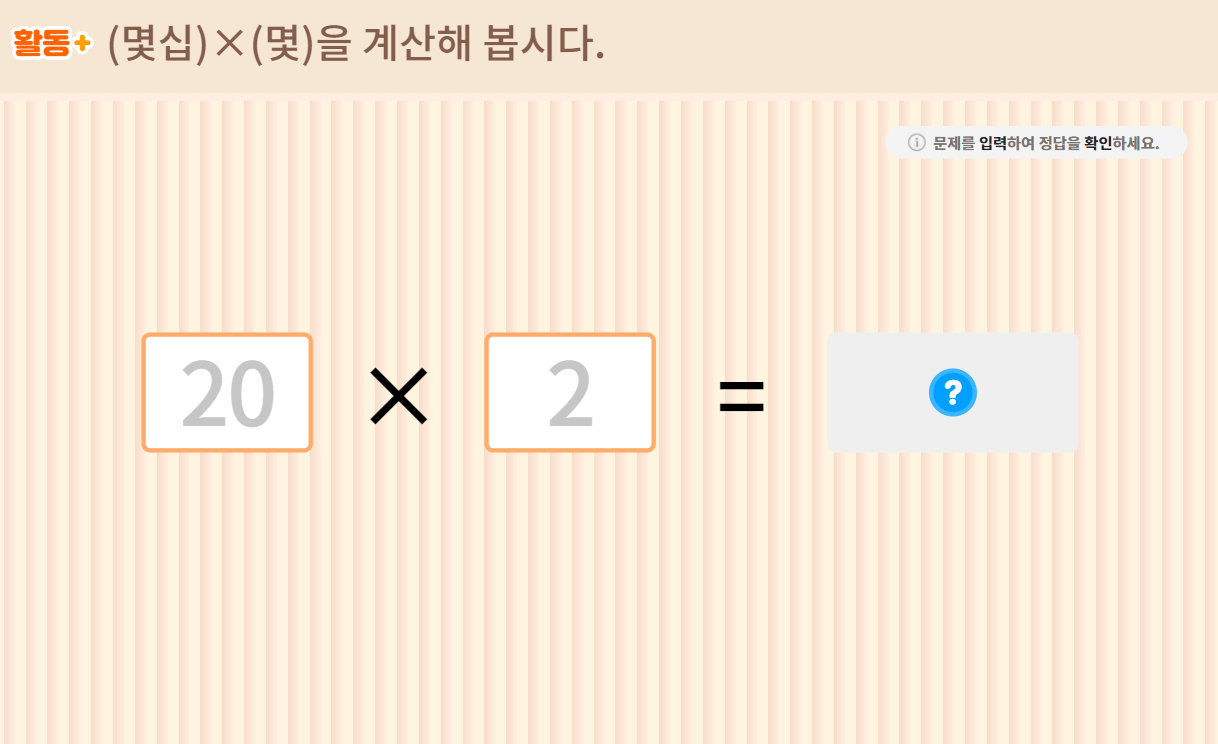 활동+ (몇십)×(몇)을 계산해 봅시다.
문제를 입력하여 정답을 확인하세요.
20 × 2 = ?